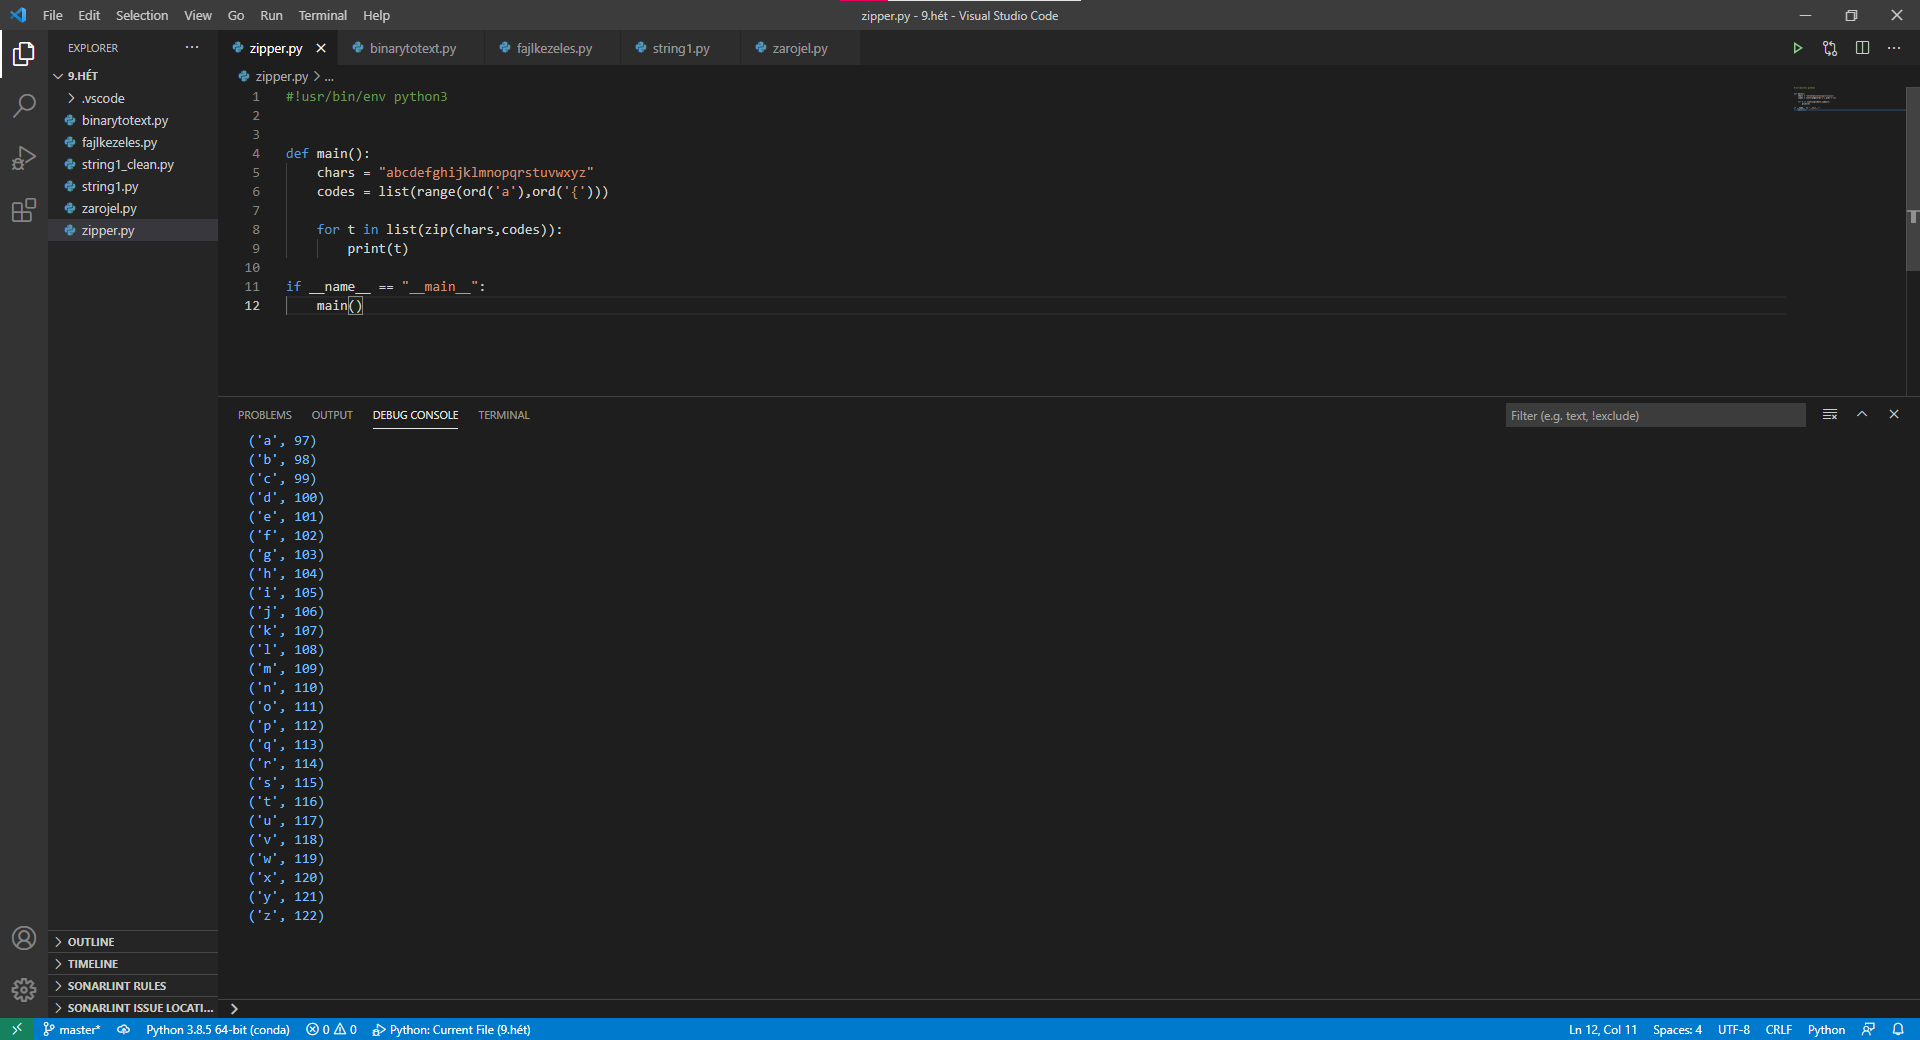 File Edit Selection View Go Run Terminal Help
zipper.py - 9.hét - Visual Studio Code
EXPLORER
9.HÉT
.vscode
binarytotext.py
fajlkezeles.py
string1_clean.py
string1.py
zarojel.py
zipper.py
OUTLINE
TIMELINE
SONARLINT RULES
SONARLINT ISSUE LOCATI...
zipper.py binarytotext.py fajlkezeles.py string1.py zarojel.py
zipper.py > ...
1 #!usr/bin/env python3
2
3
4 def main():
5 chars = "abcdefghijklmnopqrstuvwxyz"
6 codes = list(range(ord('a'),ord('{')))
7
8 for t in list(zip(chars,codes)):
9 print(t)
10
11 if __name__ == "__main__":
12 main()
PROBLEMS OUTPUT DEBUG CONSOLE TERMINAL
Filter (e.g. text, !exclude)
('a', 97)
('b', 98)
('c', 99)
('d', 100)
('e', 101)
('f', 102)
('g', 103)
('h', 104)
('i', 105)
('j', 106)
('k', 107)
('l', 108)
('m', 109)
('n', 110)
('o', 111)
('p', 112)
('q', 113)
('r', 114)
('s', 115)
('t', 116)
('u', 117)
('v', 118)
('w', 119)
('x', 120)
('y', 121)
('z', 122)
master* Python 3.8.5 64-bit (conda) 0 0 Python: Current File (9.hét)
Ln 12, Col 11 Spaces: 4 UTF-8 CRLF Python